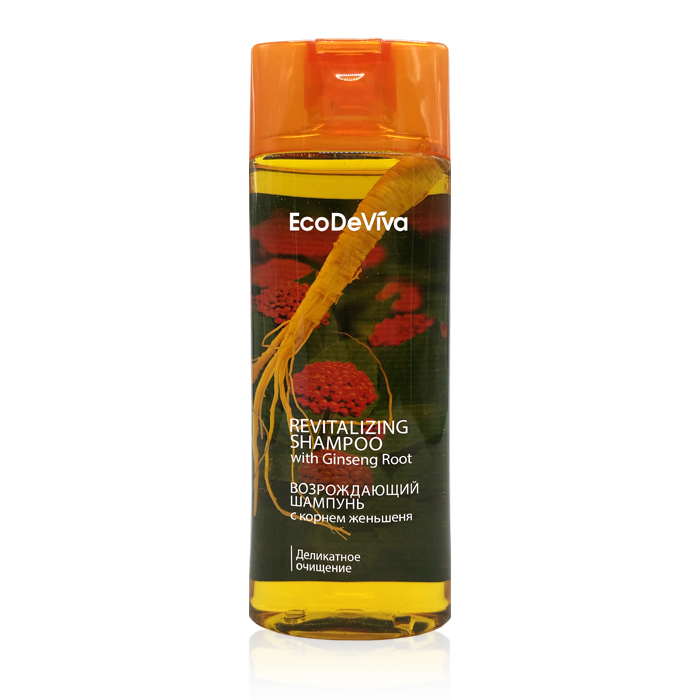 EcoDeViva
REVITALIZING
SHAMPOO
with Ginseng Root
ВОЗРОЖДАЮЩИЙ
ШАМПУНЬ
с корнем женьшеня
Деликатное
очищение